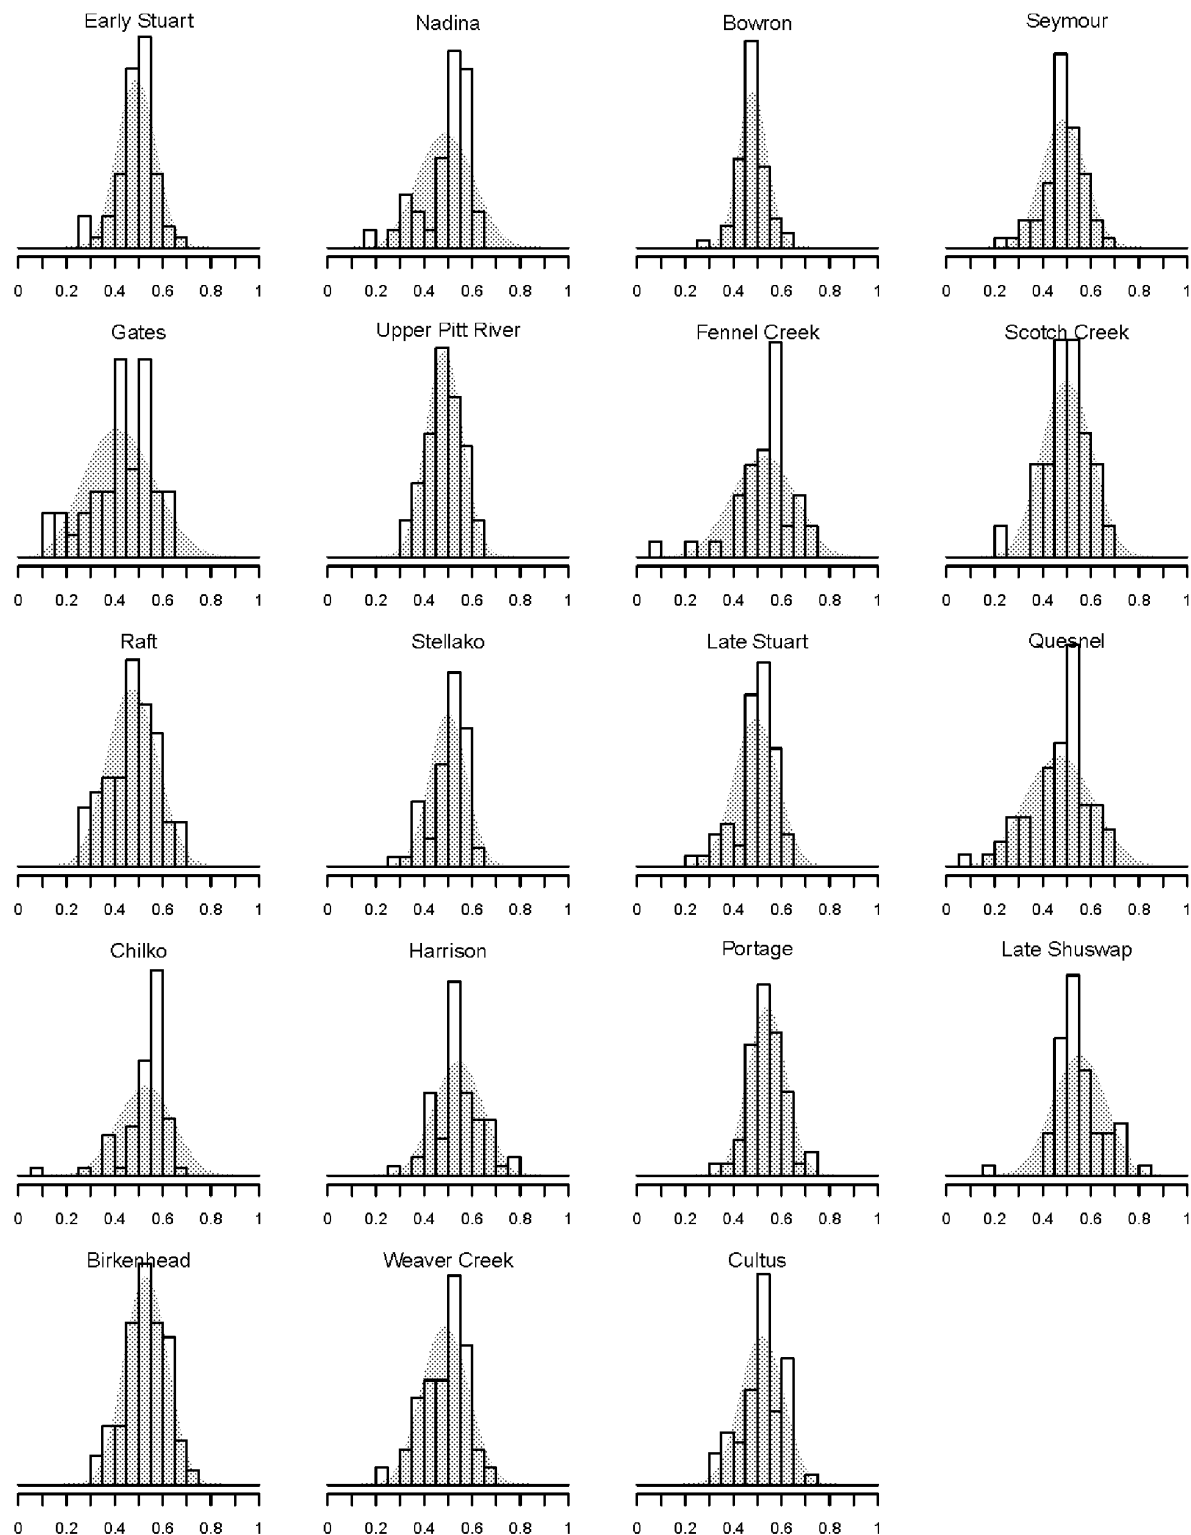 Early Stuart Nadina Bowron Seymour
0 0.2 0.4 0.6 0.8 1 0 0.2 0.4 0.6 0.8 1 0 0.2 0.4 0.6 0.8 1 0 0.2 0.4 0.6 0.8 1
Gates Upper Pitt River Fennel Creek Scotch Creek
0 0.2 0.4 0.6 0.8 1 0 0.2 0.4 0.6 0.8 1 0 0.2 0.4 0.6 0.8 1 0 0.2 0.4 0.6 0.8 1
Raft Stellako Late Stuart Quesnel
0 0.2 0.4 0.6 0.8 1 0 0.2 0.4 0.6 0.8 1 0 0.2 0.4 0.6 0.8 1 0 0.2 0.4 0.6 0.8 1
Chilko Harrison Portage Late Shuswap
0 0.2 0.4 0.6 0.8 1 0 0.2 0.4 0.6 0.8 1 0 0.2 0.4 0.6 0.8 1 0 0.2 0.4 0.6 0.8 1
Birkenhead Weaver Creek Cultus
0 0.2 0.4 0.6 0.8 1 0 0.2 0.4 0.6 0.8 1 0 0.2 0.4 0.6 0.8 1